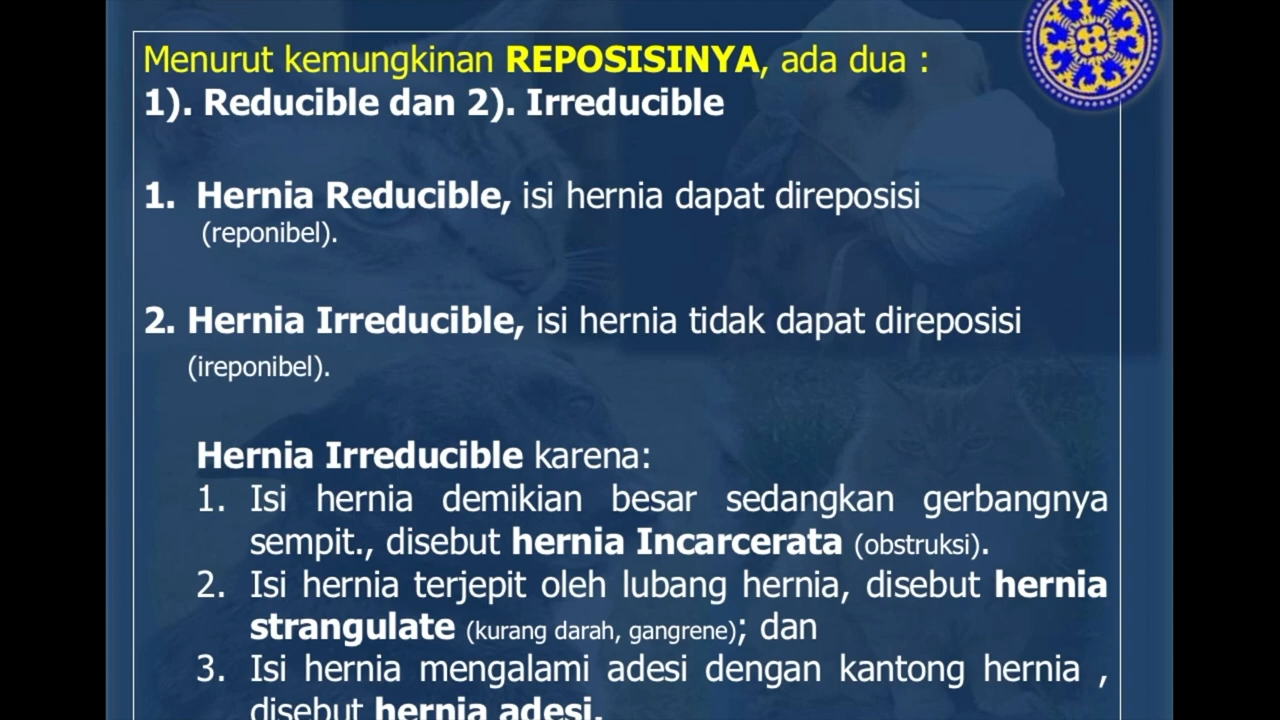 Menurut kemungkinan REPOSISINYA, ada dua :
1). Reducible dan 2). Irreducible
1. Hernia Reducible, isi hernia dapat direposisi
(reponibel).
2. Hernia Irreducible, isi hernia tidak dapat direposisi
(ireponibel).
Hernia Irreducible karena:
1. Isi hernia demikian besar sedangkan gerbangnya
sempit., disebut hernia Incarcerata (obstruksi).
2. Isi hernia terjepit oleh lubang hernia, disebut hernia
strangulate (kurang darah, gangrene); dan
3. Isi hernia mengalami adesi dengan kantong hernia ,
disebut hernia adesi.